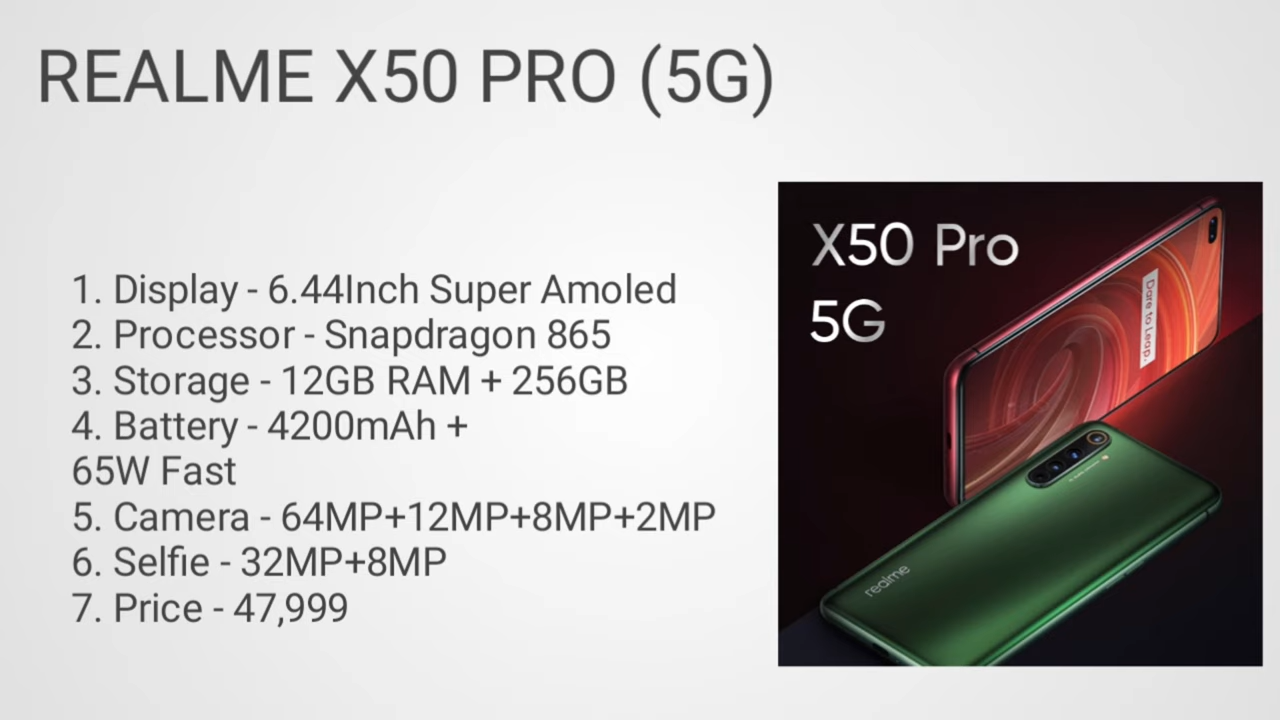 REALME X50 PRO (5G)
1. Display - 6.44Inch Super Amoled
2. Processor - Snapdragon 865
3. Storage - 12GB RAM + 256GB
4. Battery - 4200mAh +
65W Fast
5. Camera - 64MP+12MP+8MP+2MP
6. Selfie - 32MP+8MP
7. Price - 47,999
X50 Pro
5G
Dare to Leap.
realme